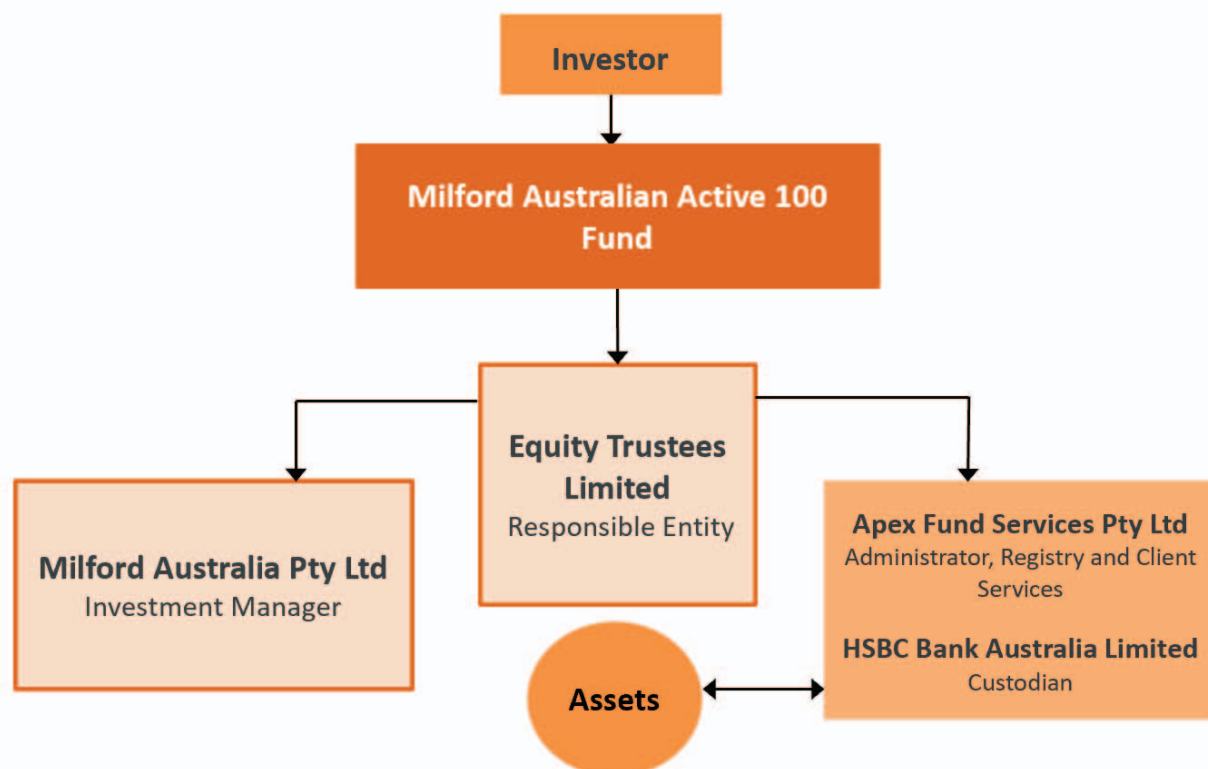 Investor
Milford Australian Active 100
Fund
Equity Trustees
Limited
Responsible Entity
Milford Australia Pty Ltd
Investment Manager
Apex Fund Services Pty Ltd
Administrator, Registry and Client
Services
HSBC Bank Australia Limited
Custodian
Assets